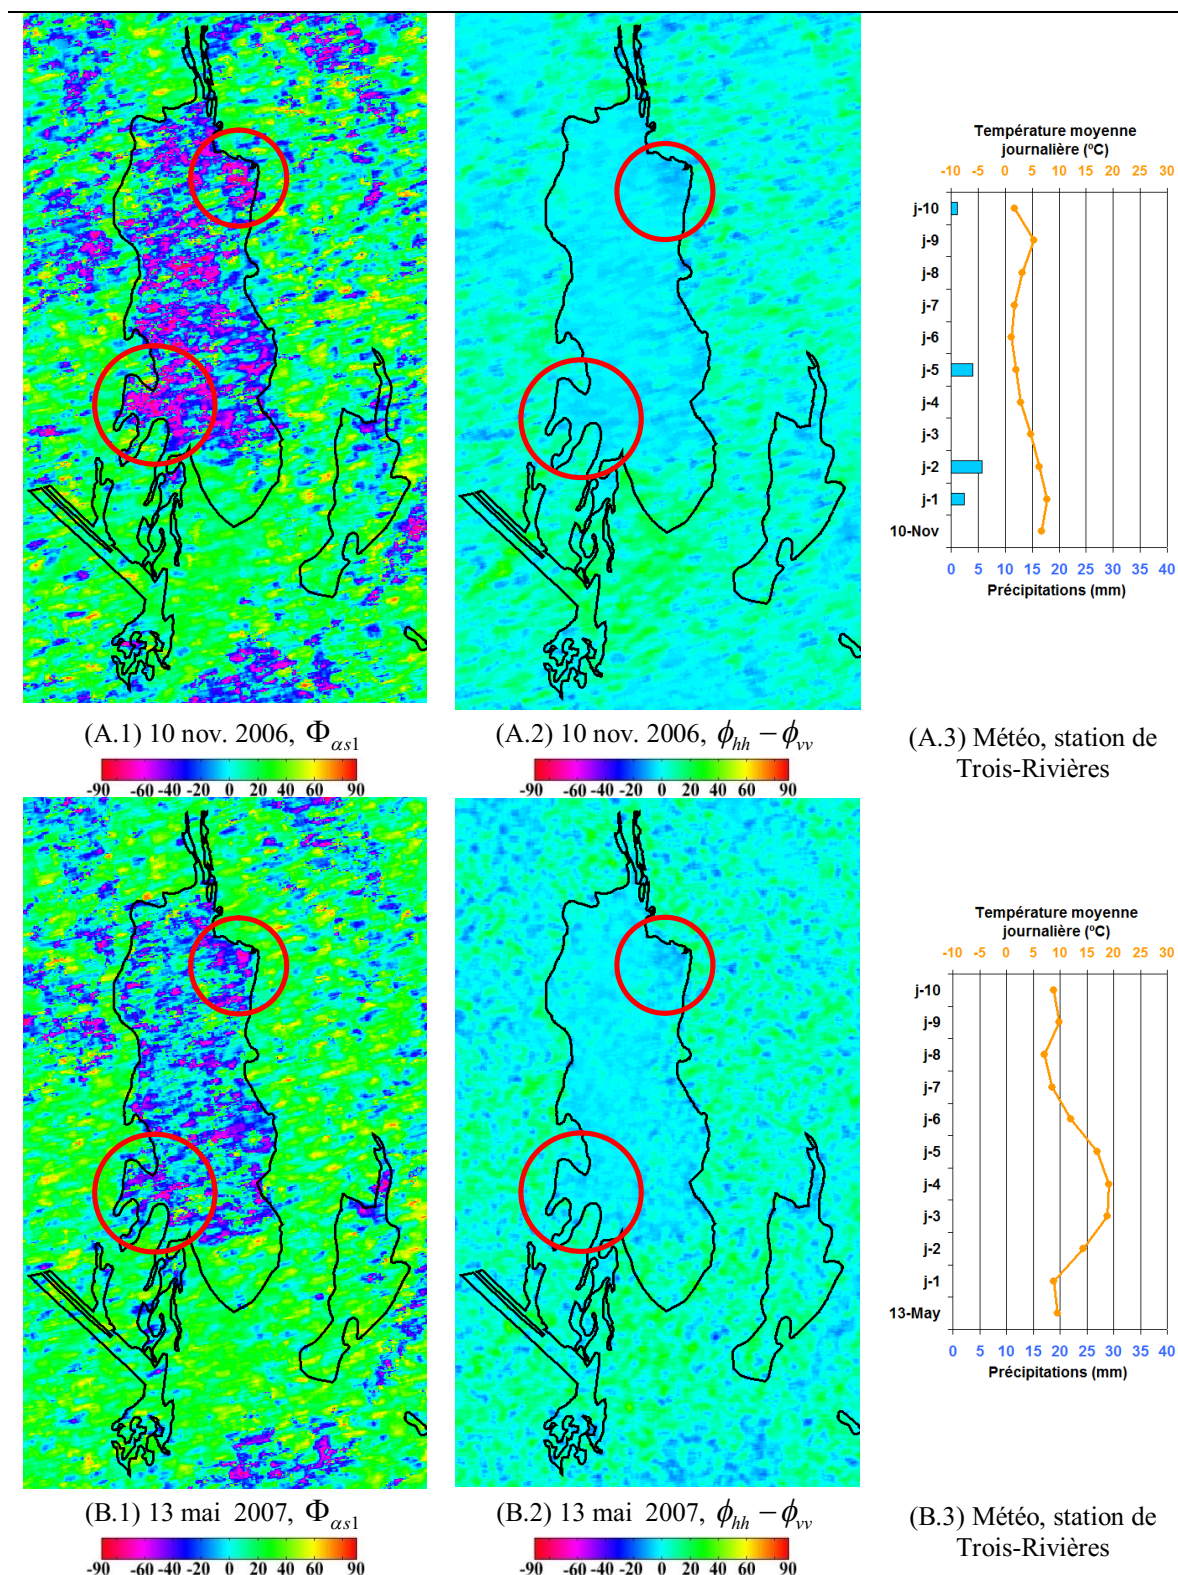 Température moyenne
journalière (ºC)
-10 -5 0 5 10 15 20 25 30
j-10
j-9
j-8
j-7
j-6
j-5
j-4
j-3
j-2
j-1
10-Nov
0 5 10 15 20 25 30 35 40
Précipitations (mm)
(A.1) 10 nov. 2006, Φαs1
(A.2) 10 nov. 2006, ϕhh − ϕvv
(A.3) Météo, station de
Trois-Rivières
-90 -60 -40 -20 0 20 40 60 90
-90 -60 -40 -20 0 20 40 60 90
Température moyenne
journalière (ºC)
-10 -5 0 5 10 15 20 25 30
j-10
j-9
j-8
j-7
j-6
j-5
j-4
j-3
j-2
j-1
13-May
0 5 10 15 20 25 30 35 40
Précipitations (mm)
(B.1) 13 mai 2007, Φαs1
(B.2) 13 mai 2007, ϕhh − ϕvv
(B.3) Météo, station de
Trois-Rivières
-90 -60 -40 -20 0 20 40 60 90
-90 -60 -40 -20 0 20 40 60 90